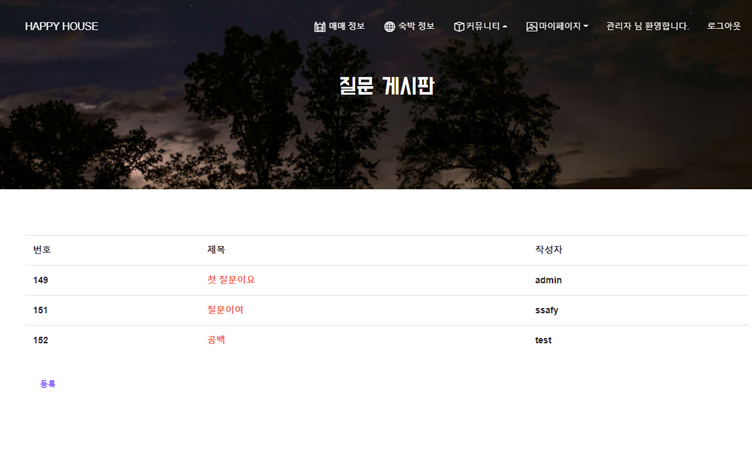 HAPPY HOUSE 매매 정보 숙박 정보 커뮤니티 마이페이지 관리자 님 환영합니다. 로그아웃
질문 게시판
번호 제목 작성자
149 첫 질문이요 admin
151 질문이여 ssafy
152 공백 test
등록